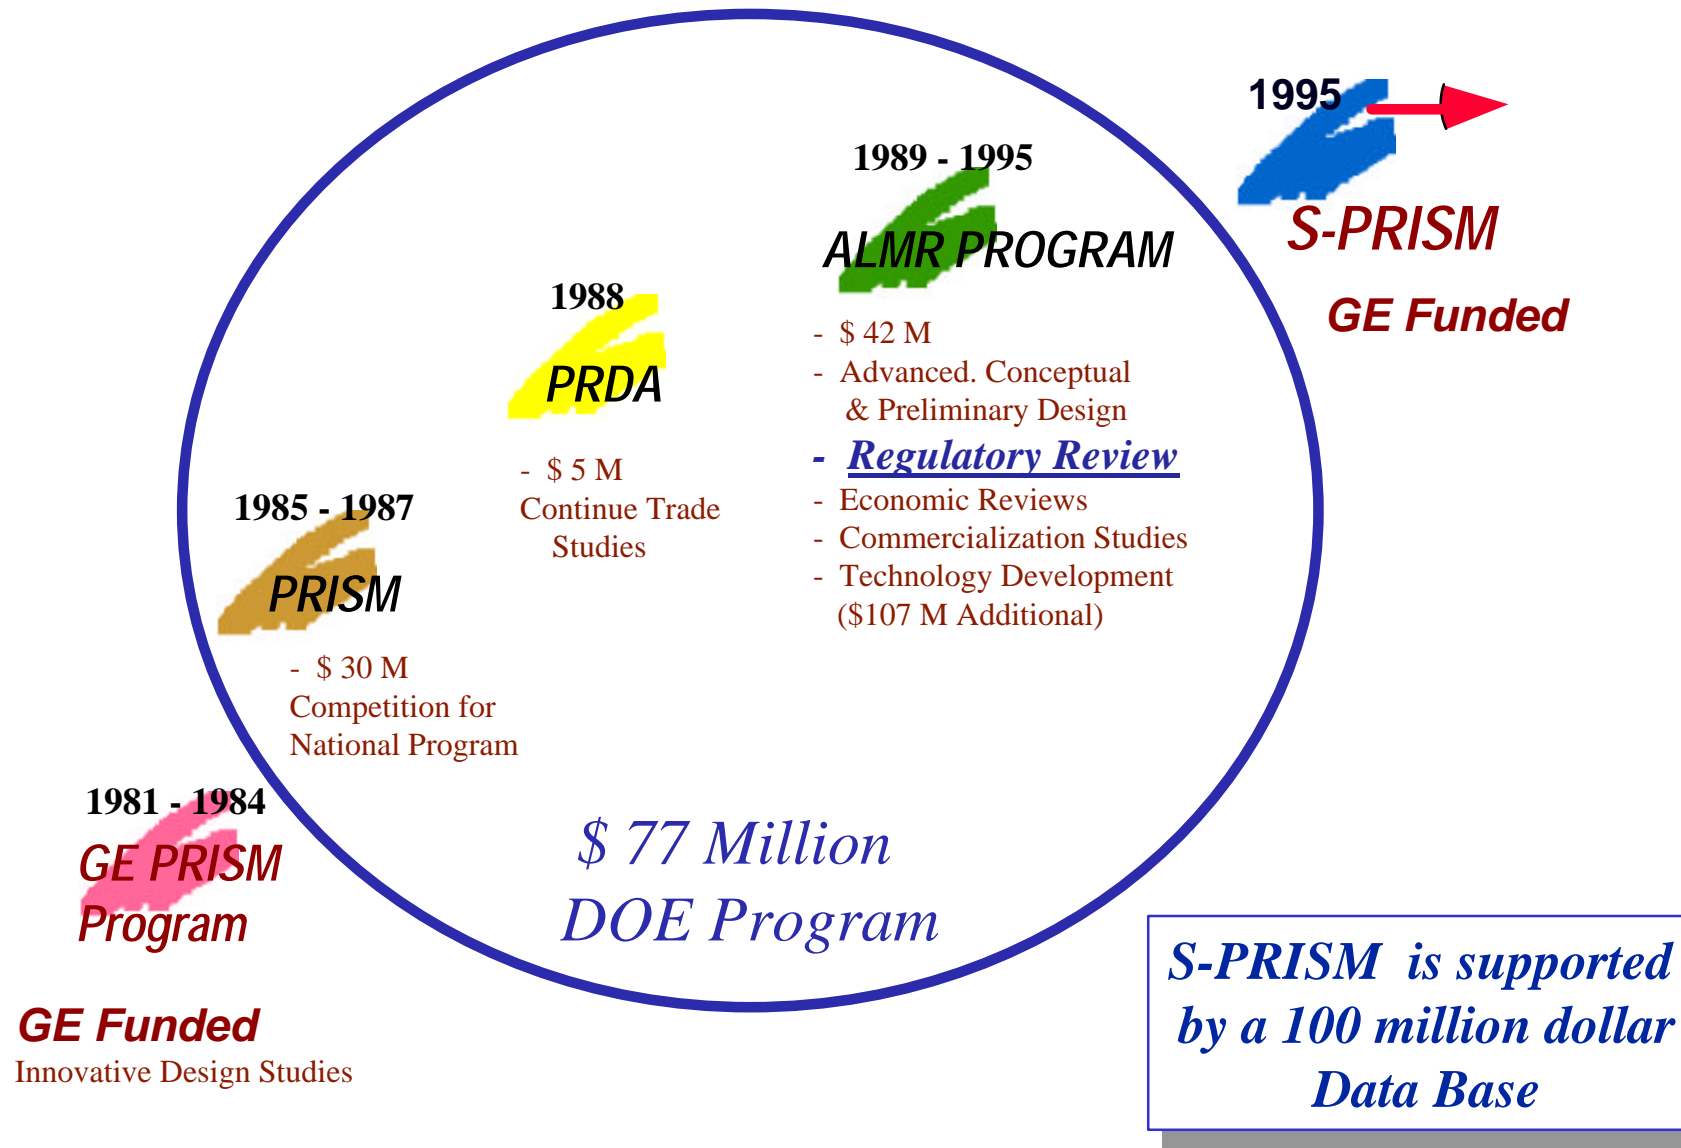 1995
S-PRISM
GE Funded
1989 - 1995
ALMR PROGRAM
- $ 42 M
- Advanced. Conceptual
& Preliminary Design
- Regulatory Review
- Economic Reviews
- Commercialization Studies
- Technology Development
($107 M Additional)
1988
PRDA
- $ 5 M
Continue Trade
Studies
1985 - 1987
PRISM
- $ 30 M
Competition for
National Program
1981 - 1984
GE PRISM
Program
GE Funded
Innovative Design Studies
$ 77 Million
DOE Program
S-PRISM is supported
by a 100 million dollar
Data Base